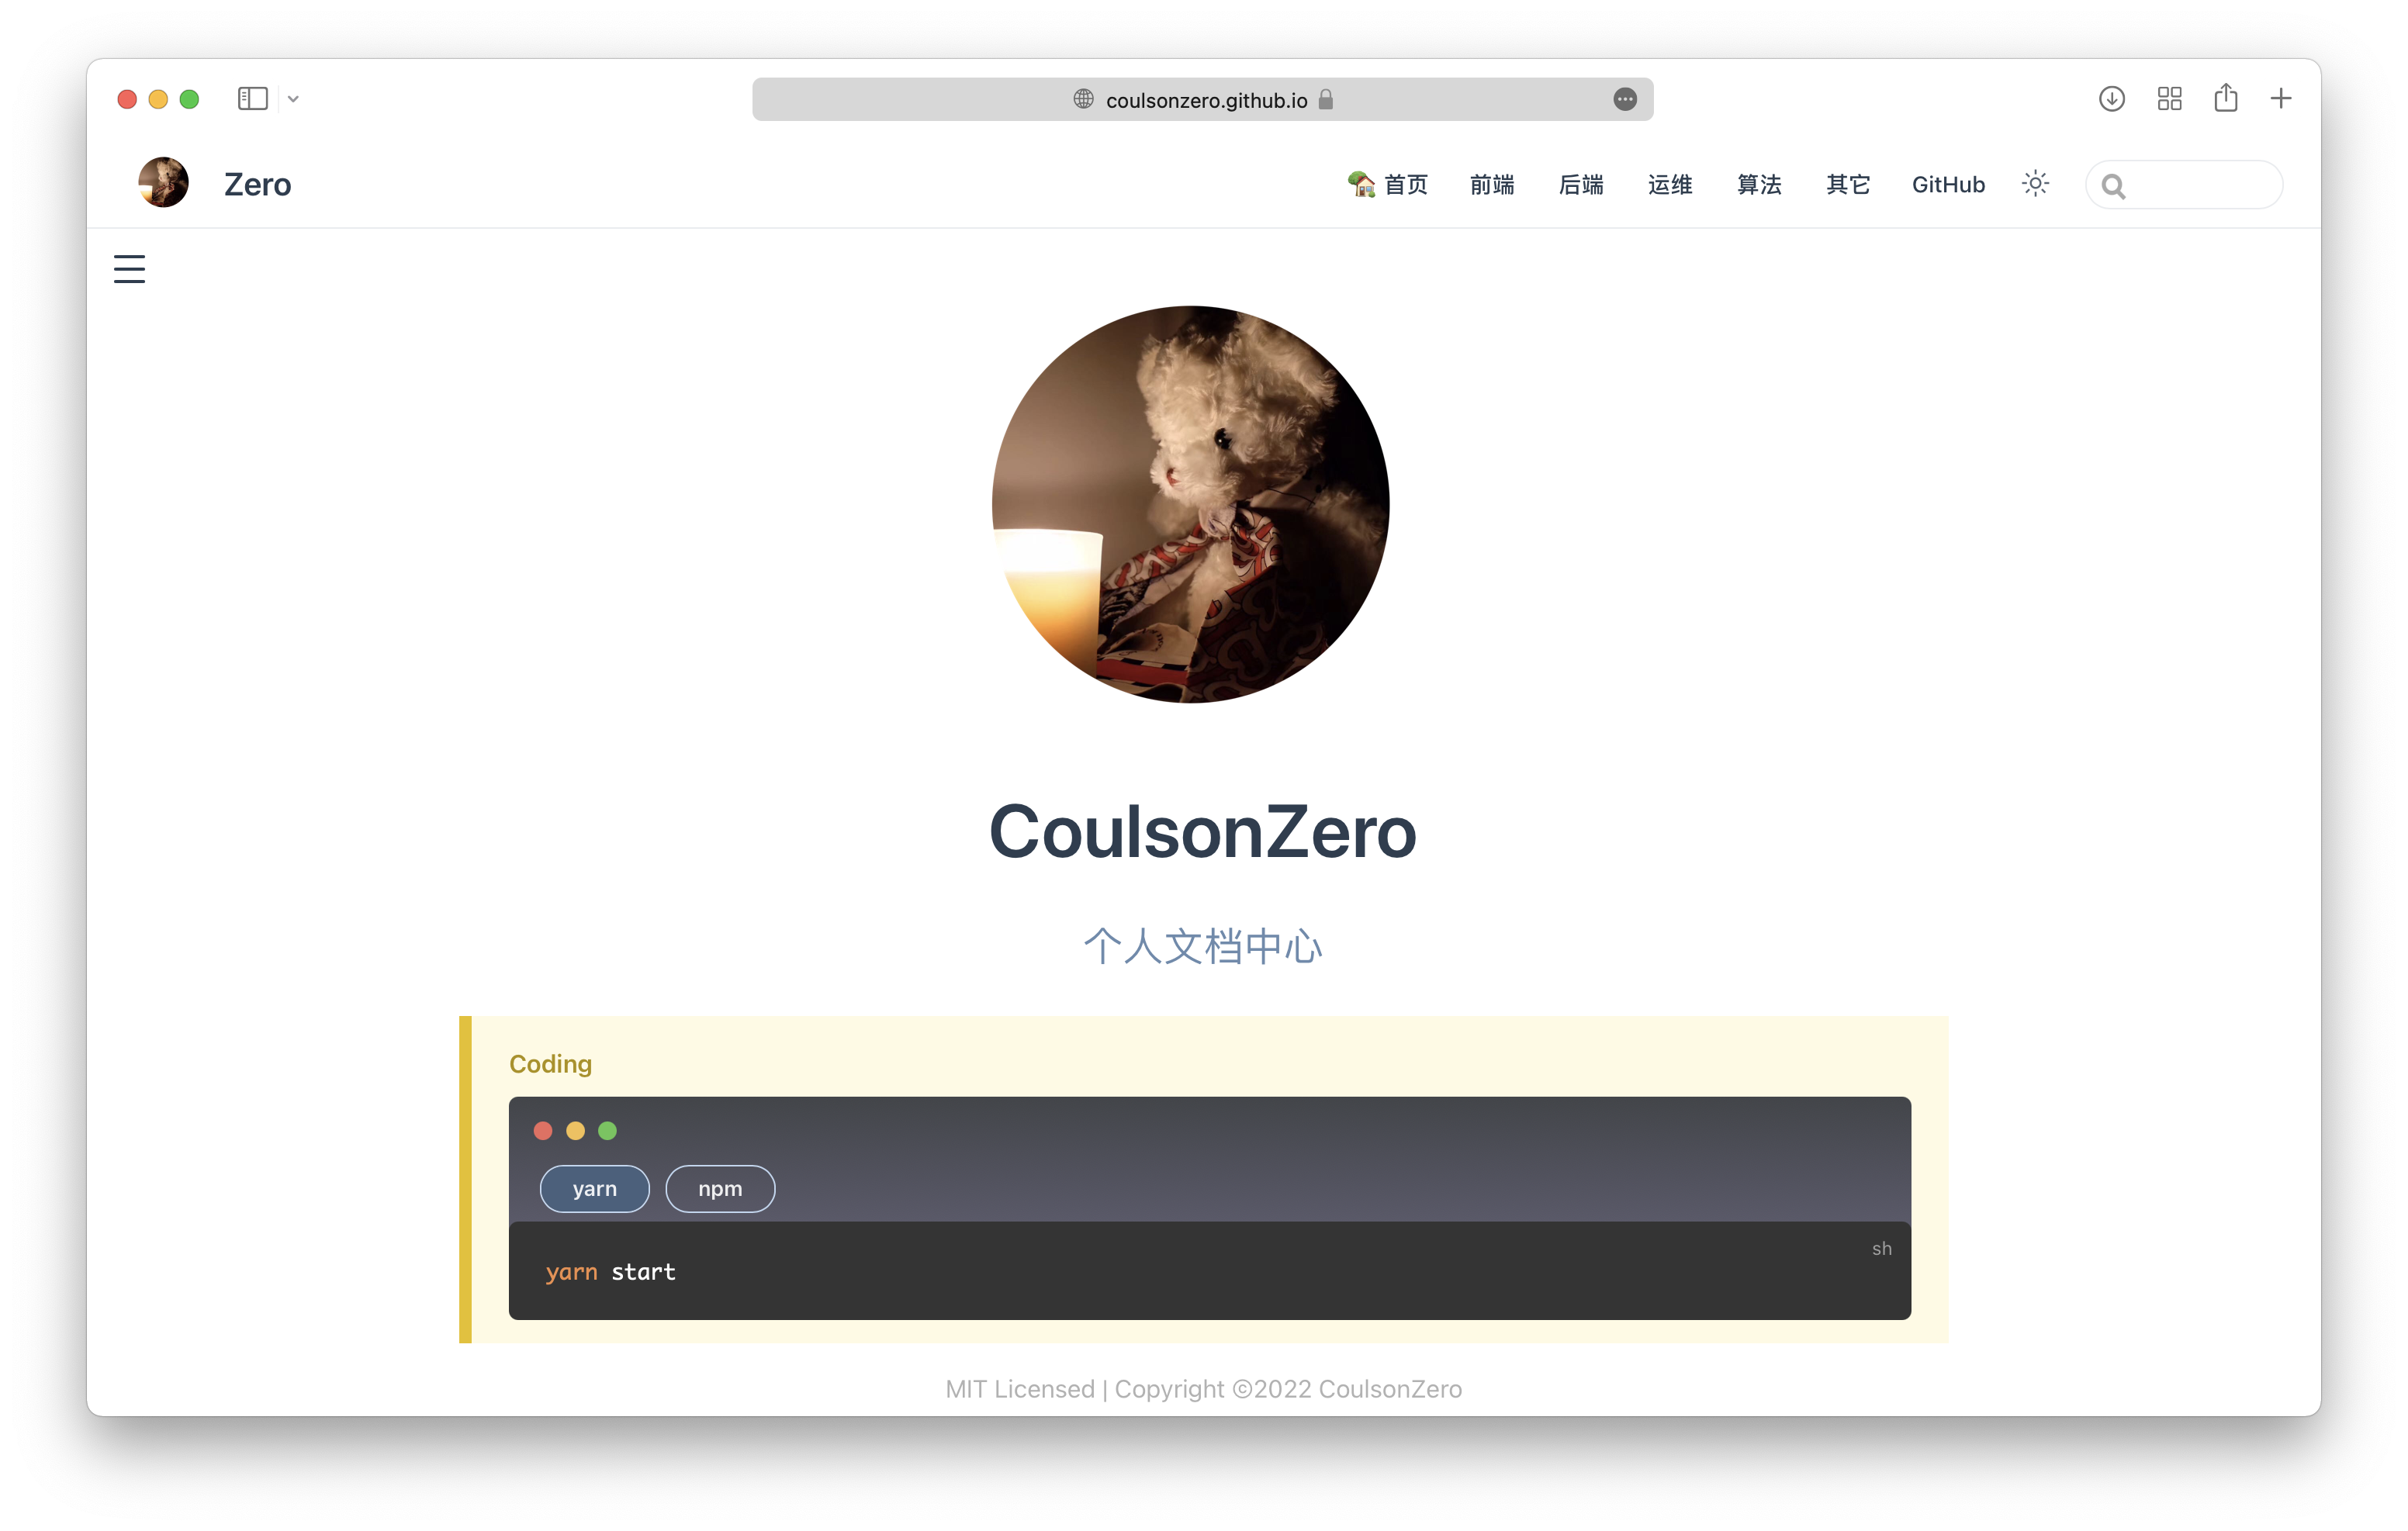 coulsonzero.github.io
Zero
首页 前端 后端 运维 算法 其它 GitHub
CoulsonZero
个人文档中心
Coding
yarn npm
sh
yarn start
MIT Licensed | Copyright ©2022 CoulsonZero